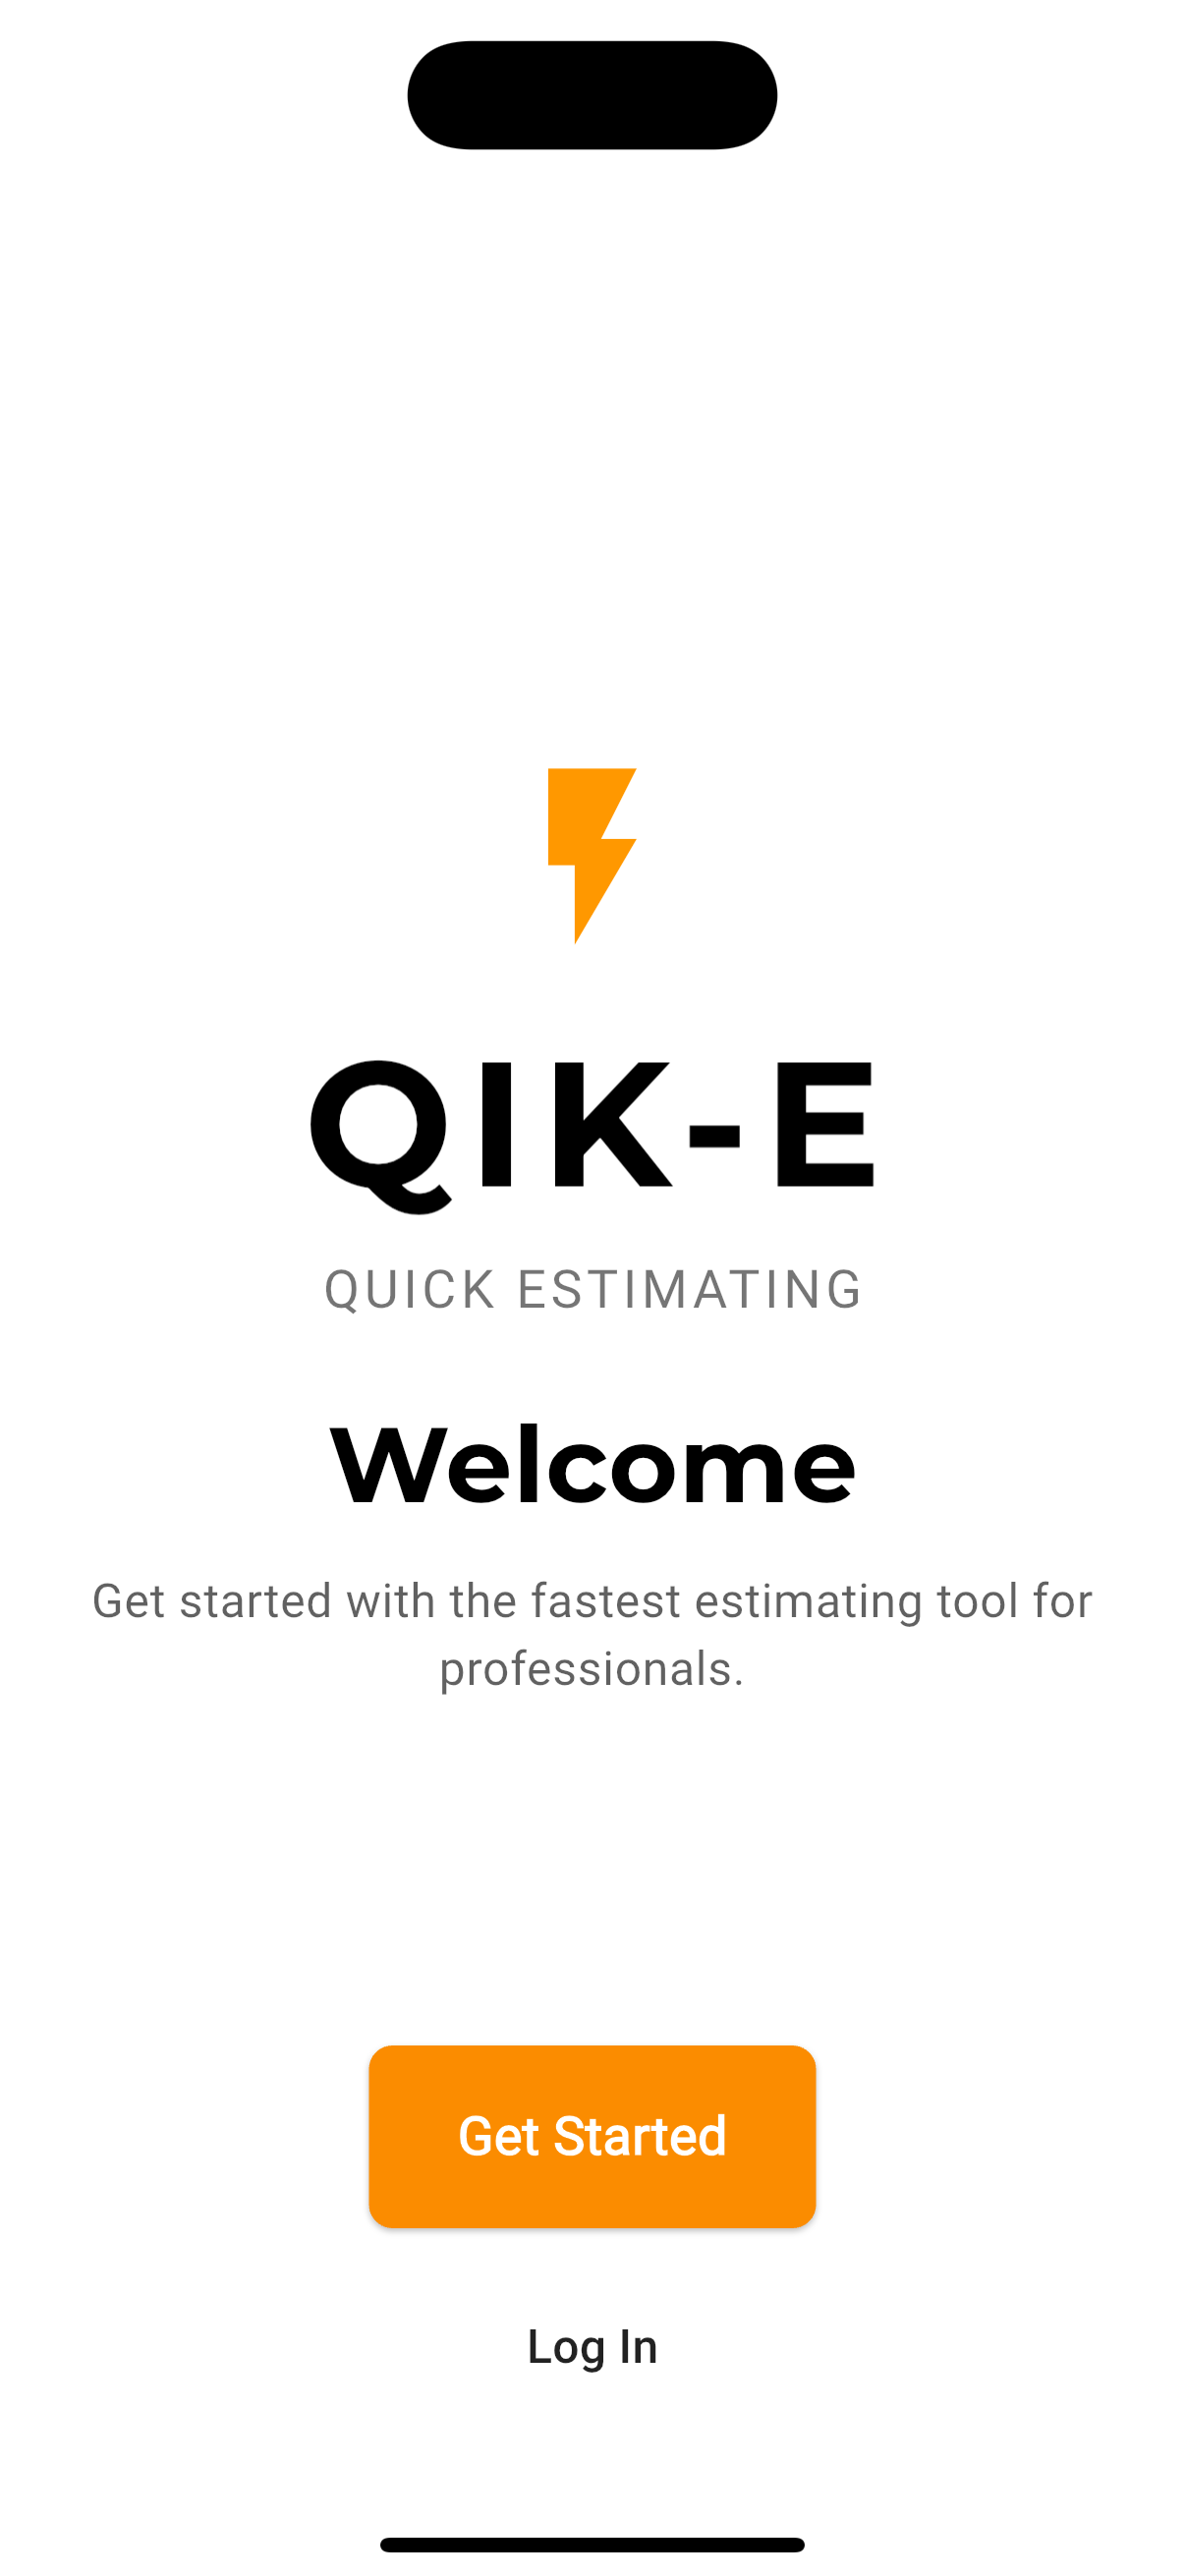 QIK-E
QUICK ESTIMATING
Welcome
Get started with the fastest estimating tool for
professionals.
Get Started
Log In